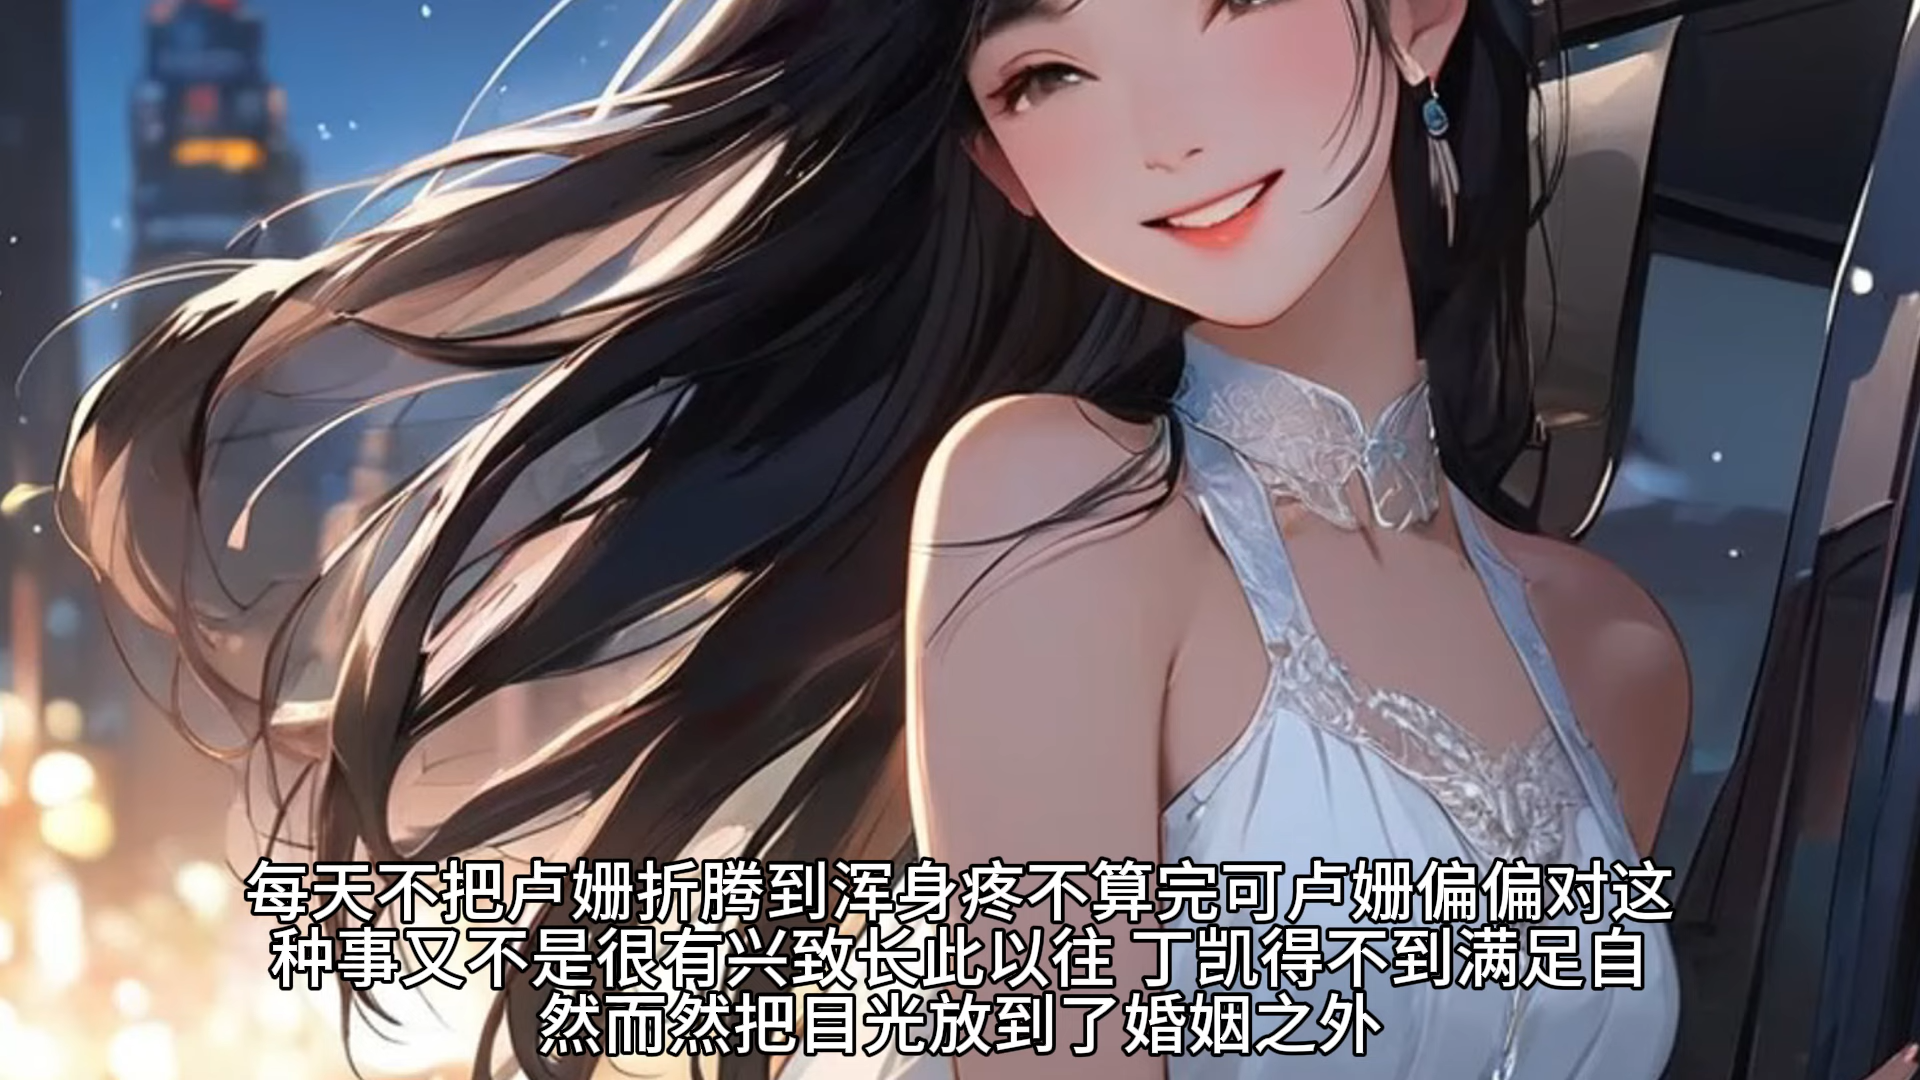 每天不把卢姗折腾到浑身疼不算完可卢姗偏偏对这
种事又不是很有兴致长此以往 丁凯得不到满足自
然而然把目光放到了婚姻之外